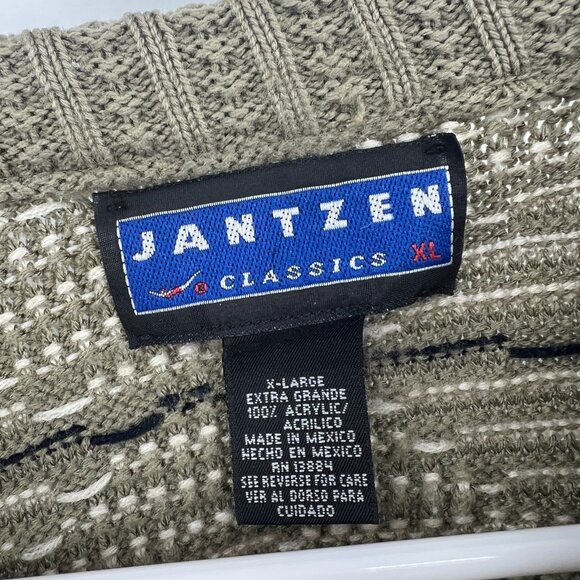 JANTZEN
® CLASSICS XL
X-LARGE
EXTRA GRANDE
100% ACRYLIC/
ACRILICO
MADE IN MEXICO
HECHO EN MEXICO
RN 13884
SEE REVERSE FOR CARE
VER AL DORSO PARA
CUIDADO